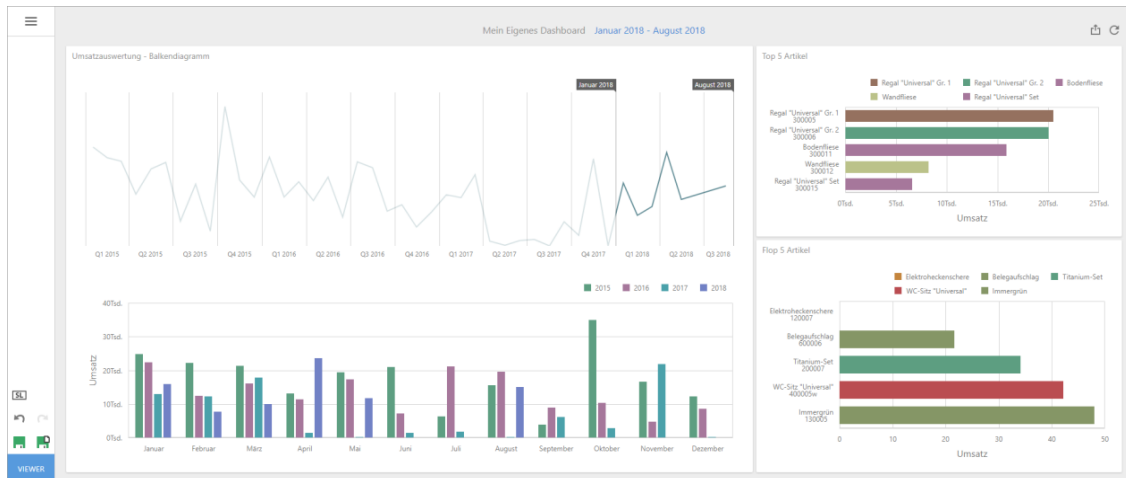 Mein Eigenes Dashboard Januar 2018 - August 2018
Umsatzauswertung - Balkendiagramm
Januar 2018 August 2018
Q1 2015 Q2 2015 Q3 2015 Q4 2015 Q1 2016 Q2 2016 Q3 2016 Q4 2016 Q1 2017 Q2 2017 Q3 2017 Q4 2017 Q1 2018 Q2 2018 Q3 2018
2015 2016 2017 2018
40Tsd.
30Tsd.
20Tsd.
10Tsd.
0Tsd.
Umsatz
Januar Februar März April Mai Juni Juli August September Oktober November Dezember
Top 5 Artikel
Regal "Universal" Gr. 1 Regal "Universal" Gr. 2 Bodenfliese
Wandfliese Regal "Universal" Set
Regal "Universal" Gr. 1
300005
Regal "Universal" Gr. 2
300006
Bodenfliese
300011
Wandfliese
300012
Regal "Universal" Set
300015
0Tsd. 5Tsd. 10Tsd. 15Tsd. 20Tsd. 25Tsd.
Umsatz
Flop 5 Artikel
Elektroheckenschere Belegaufschlag Titanium-Set
WC-Sitz "Universal" Immergrün
Elektroheckenschere
120007
Belegaufschlag
600006
Titanium-Set
200007
WC-Sitz "Universal"
400005w
Immergrün
130005
0 10 20 30 40 50
Umsatz
SL
VIEWER